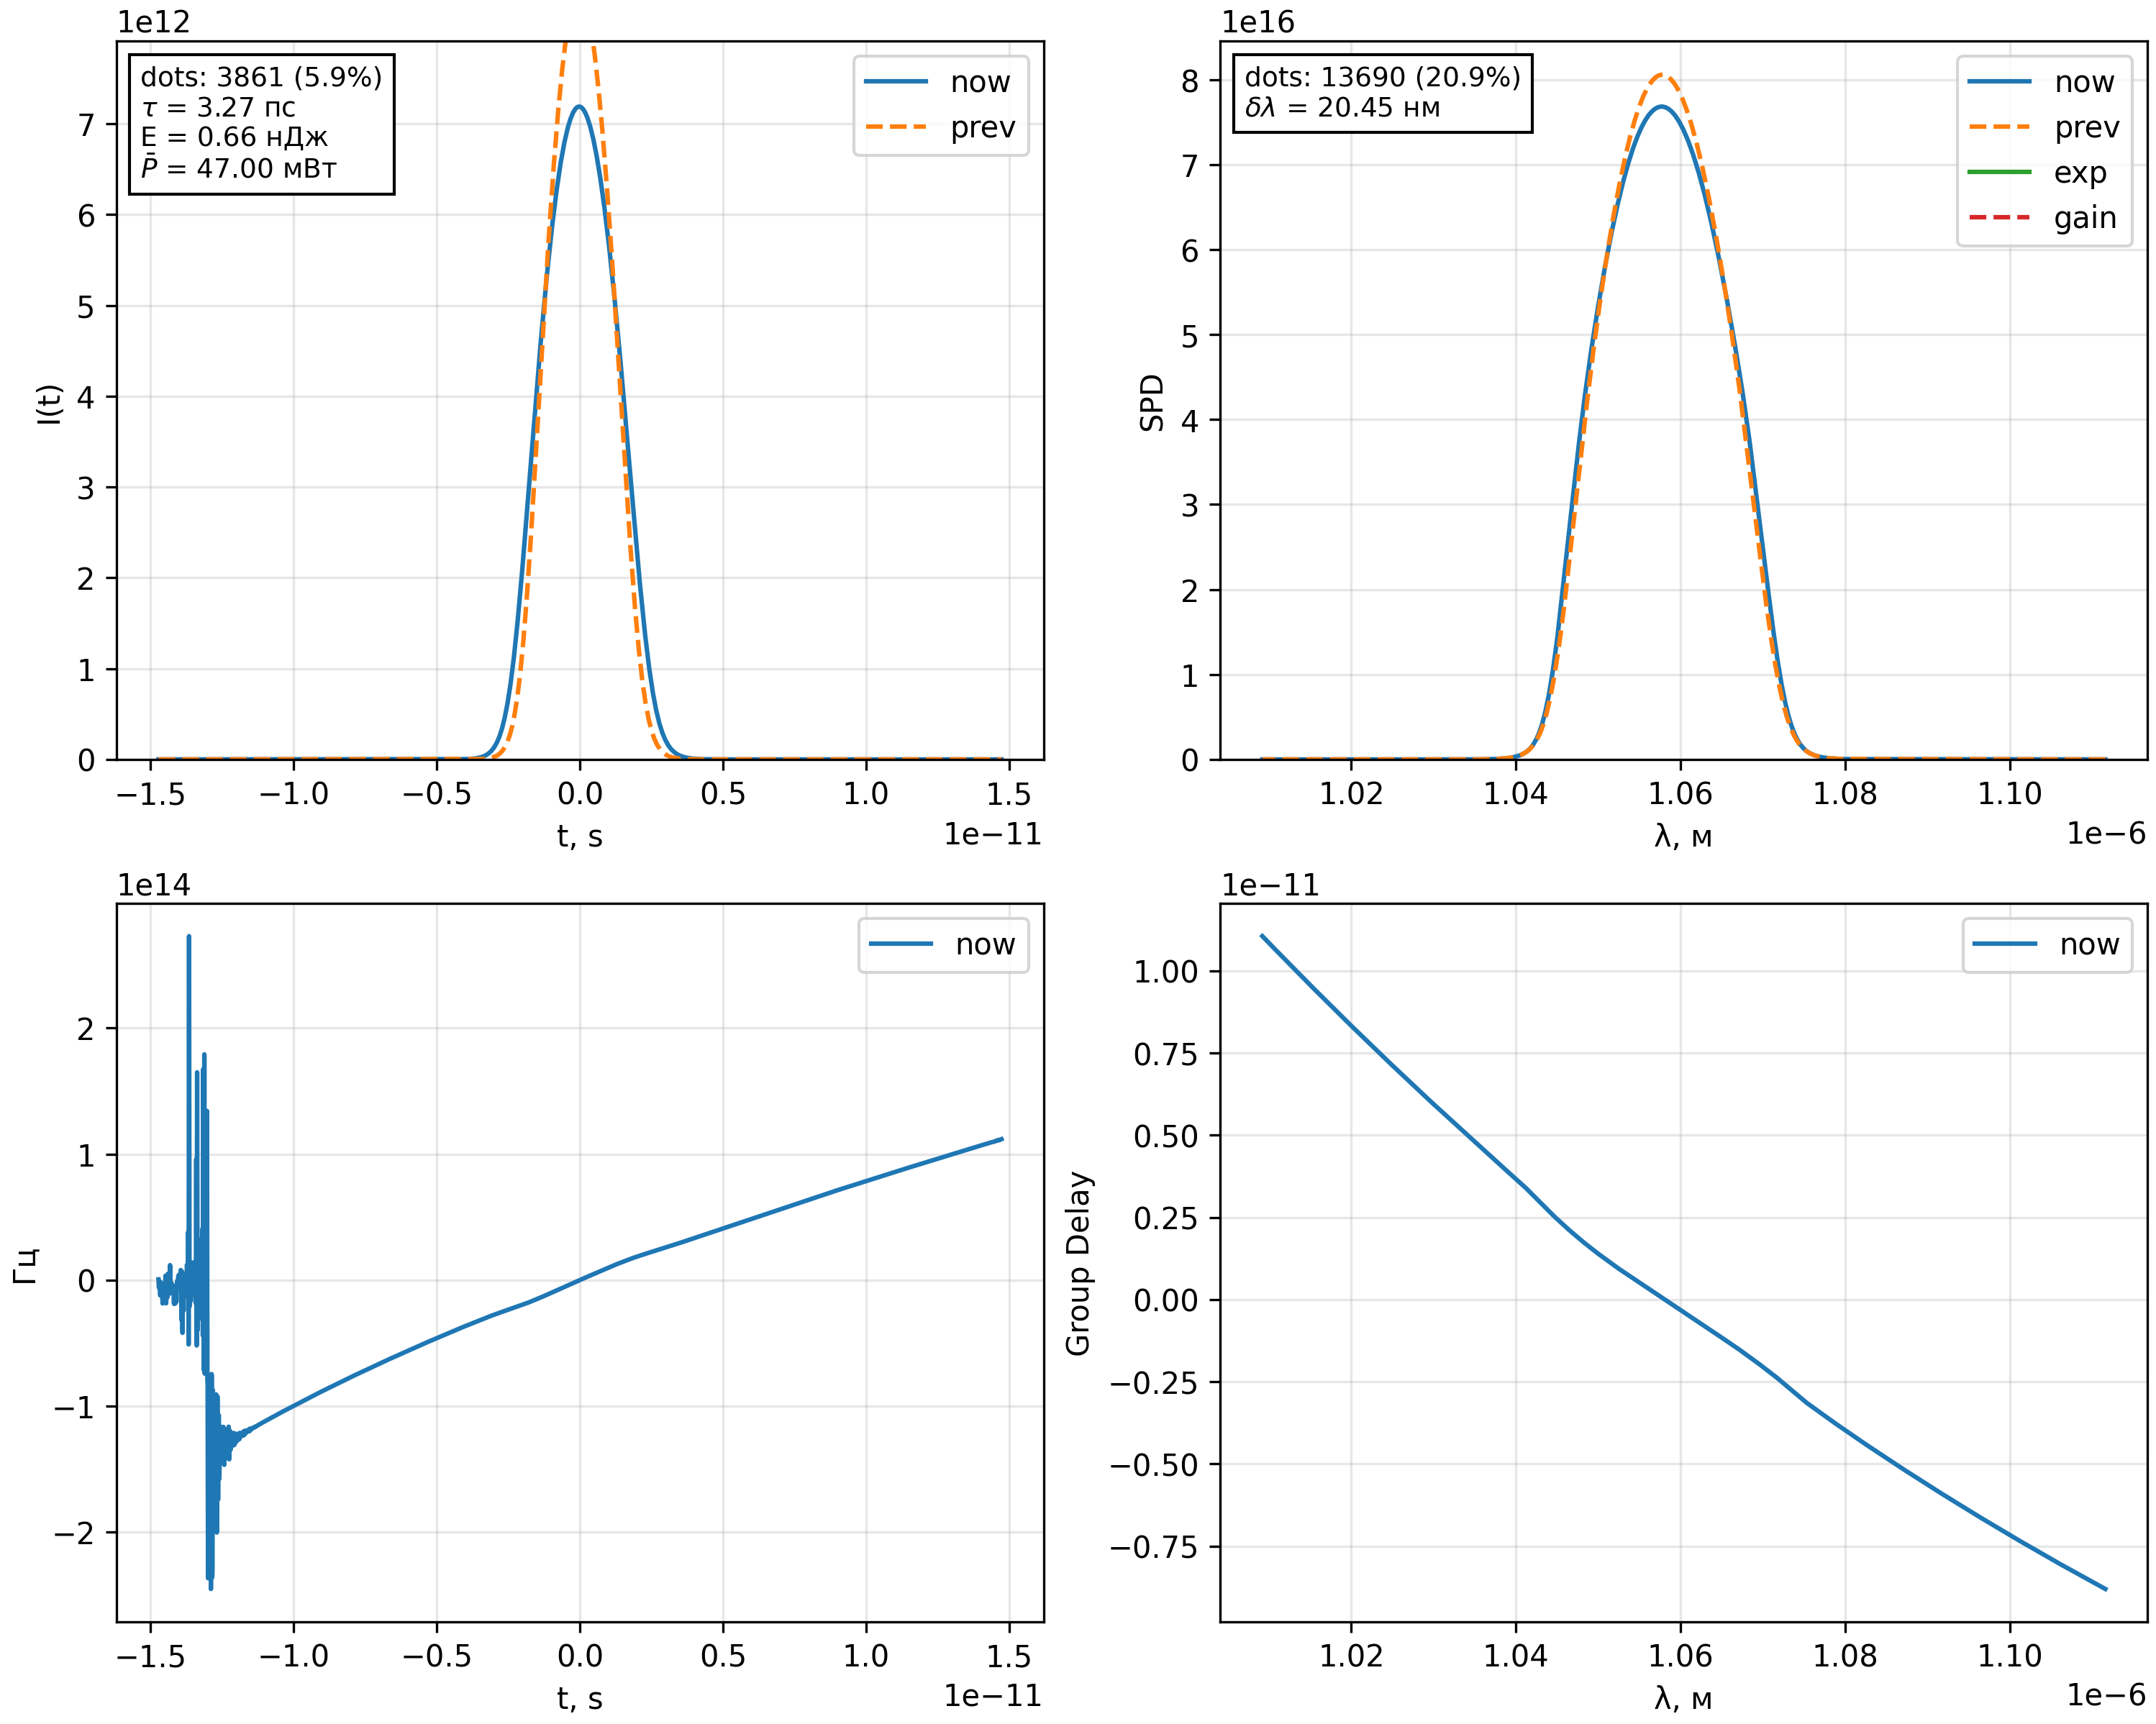 1e12
dots: 3861 (5.9%)
τ = 3.27 пс
E = 0.66 нДж
P̄ = 47.00 мВт
now
prev
7
6
5
4
3
2
1
0
I(t)
−1.5 −1.0 −0.5 0.0 0.5 1.0 1.5
t, s
1e−11
1e16
dots: 13690 (20.9%)
δλ = 20.45 нм
now
prev
exp
gain
8
7
6
5
4
3
2
1
0
SPD
1.02 1.04 1.06 1.08 1.10
λ, м
1e−6
1e14
now
2
1
0
−1
−2
Гц
−1.5 −1.0 −0.5 0.0 0.5 1.0 1.5
t, s
1e−11
1e−11
now
1.00
0.75
0.50
0.25
0.00
−0.25
−0.50
−0.75
Group Delay
1.02 1.04 1.06 1.08 1.10
λ, м
1e−6